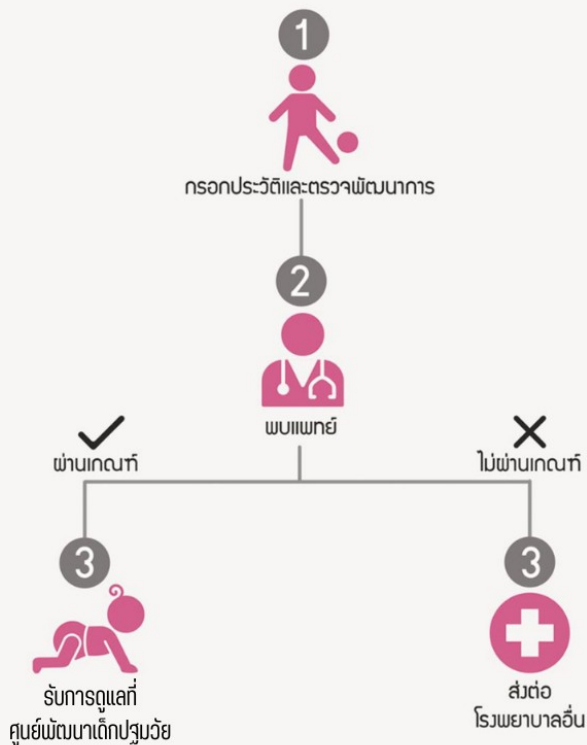 1
กรอกประวัติและตรวจพัฒนาการ
2
พบแพทย์
ผ่านเกณฑ์
ไม่ผ่านเกณฑ์
3
3
รับการดูแลที่
ศูนย์พัฒนาเด็กปฐมวัย
ส่งต่อ
โรงพยาบาลอื่น